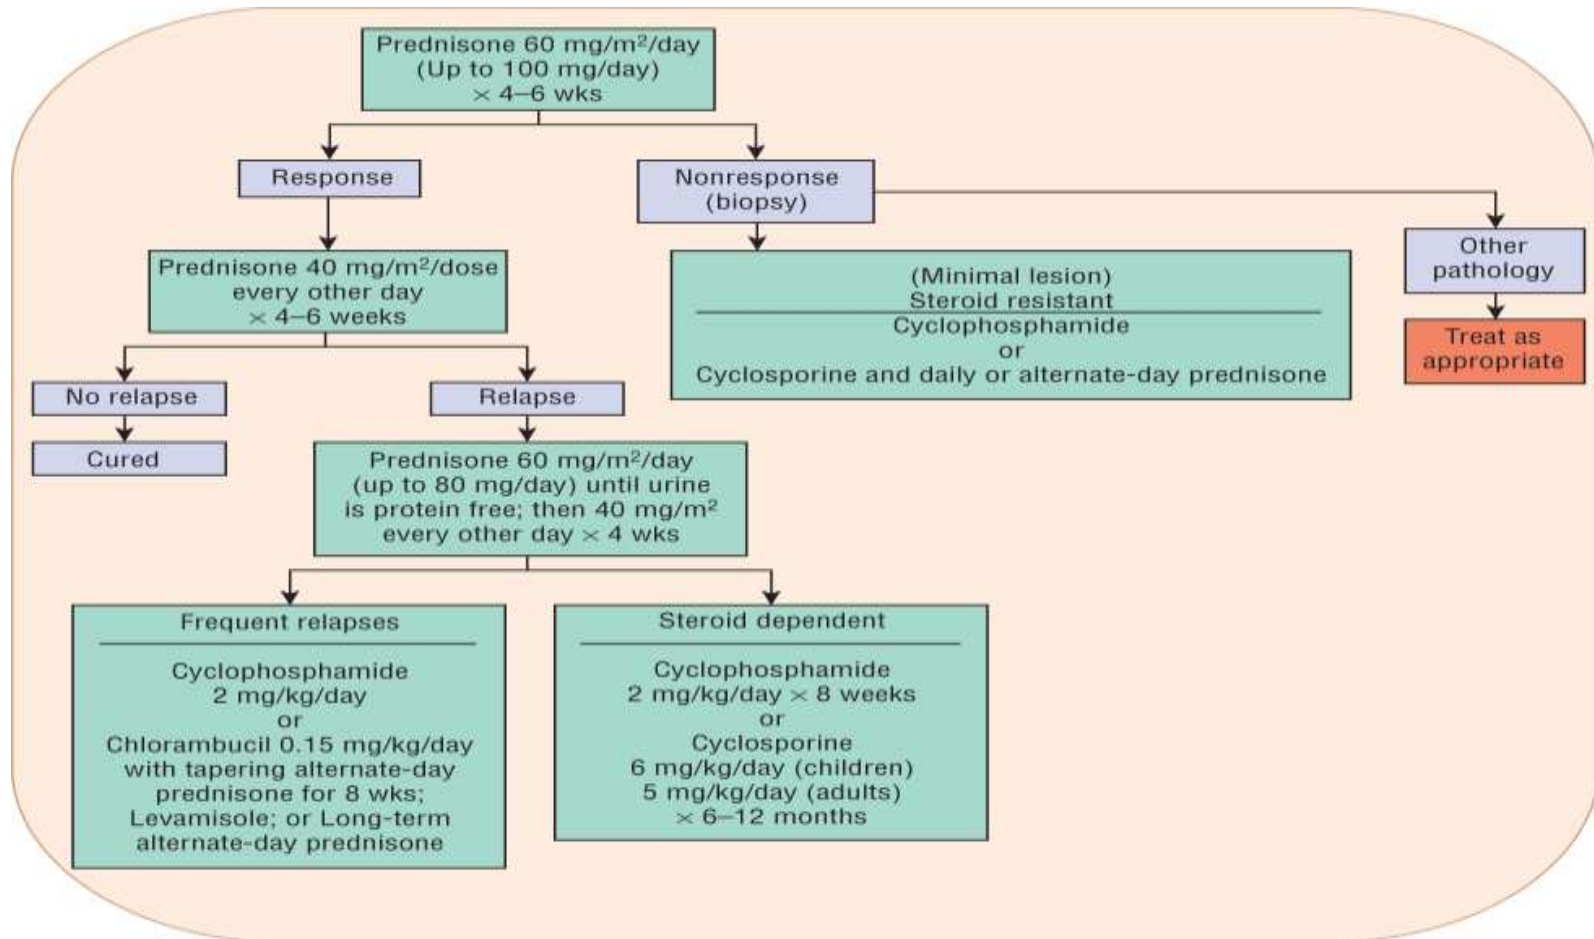 Prednisone 60 mg/m²/day
(Up to 100 mg/day)
× 4–6 wks
Response
Nonresponse
(biopsy)
Prednisone 40 mg/m²/dose
every other day
× 4–6 weeks
(Minimal lesion)
Steroid resistant
Cyclophosphamide
or
Cyclosporine and daily or alternate-day prednisone
Other
pathology
Treat as
appropriate
No relapse
Relapse
Cured
Prednisone 60 mg/m²/day
(up to 80 mg/day) until urine
is protein free; then 40 mg/m²
every other day × 4 wks
Frequent relapses
Cyclophosphamide
2 mg/kg/day
or
Chlorambucil 0.15 mg/kg/day
with tapering alternate-day
prednisone for 8 wks;
Levamisole; or Long-term
alternate-day prednisone
Steroid dependent
Cyclophosphamide
2 mg/kg/day × 8 weeks
or
Cyclosporine
6 mg/kg/day (children)
5 mg/kg/day (adults)
× 6–12 months